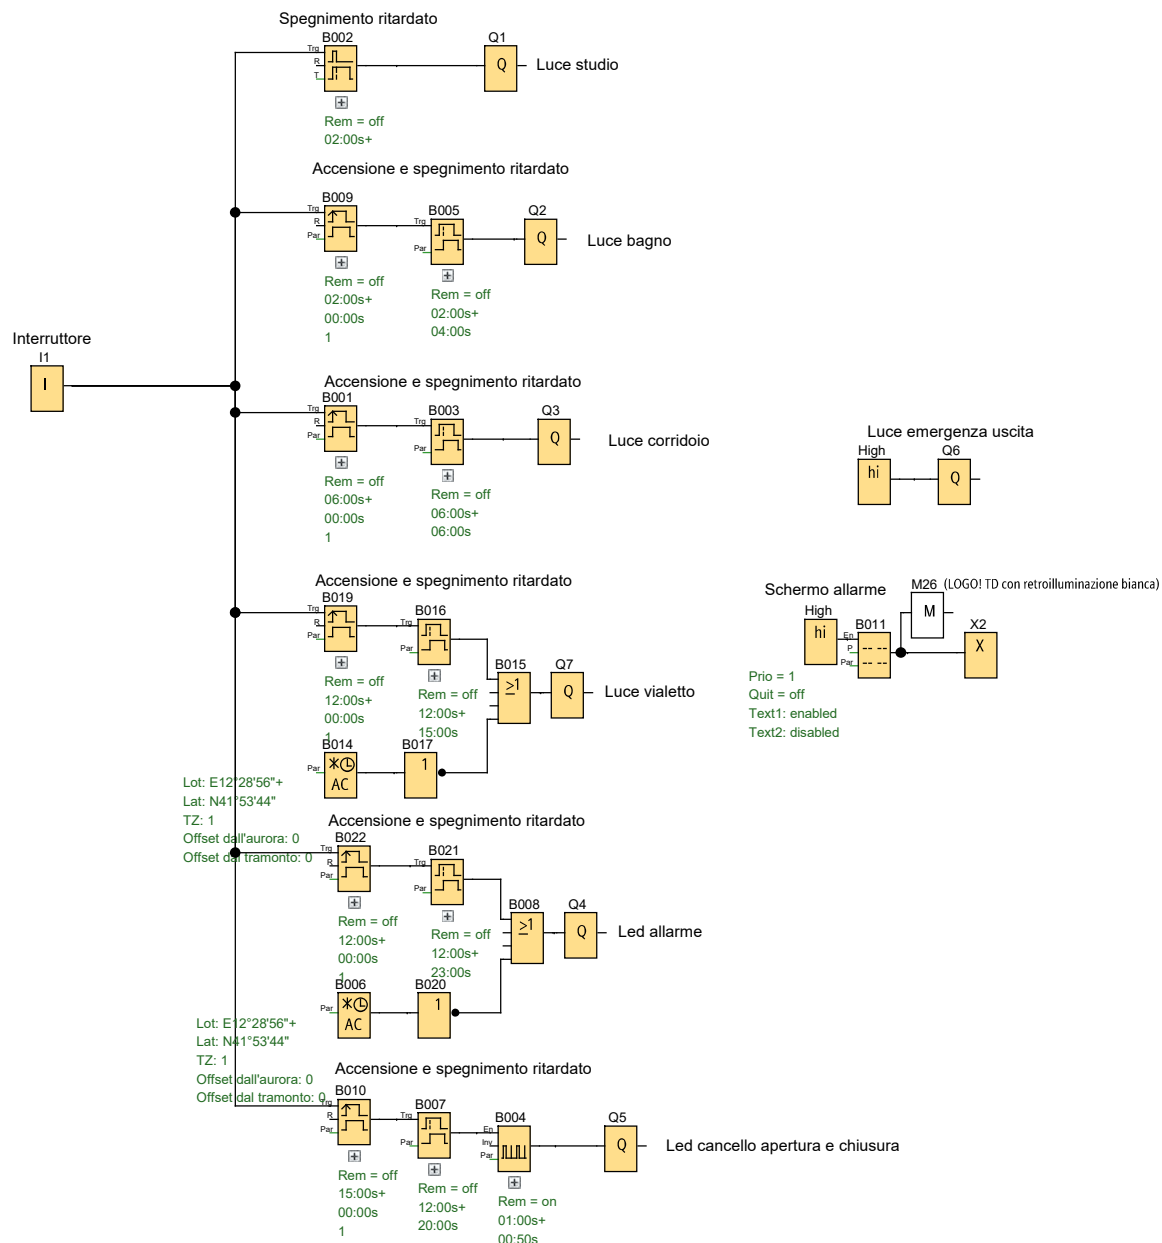 Spegnimento ritardato
B002
Q1
Trg
R
T
Q
Luce studio
Rem = off
02:00s+
Accensione e spegnimento ritardato
B009
B005
Q2
Trg
R
Par
Trg
Par
Q
Luce bagno
Rem = off
02:00s+
00:00s
1
Rem = off
02:00s+
04:00s
Interruttore
I1
I
Accensione e spegnimento ritardato
B001
B003
Q3
Trg
R
Par
Trg
Par
Q
Luce corridoio
Rem = off
06:00s+
00:00s
1
Rem = off
06:00s+
06:00s
Luce emergenza uscita
High
Q6
hi
Q
Accensione e spegnimento ritardato
B019
B016
Trg
R
Par
Trg
Par
B015
Q7
≥1
Q
Luce vialetto
Rem = off
12:00s+
00:00s
1
Rem = off
12:00s+
15:00s
B014
B017
Par
AC
1
Lot: E12°28'56"+
Lat: N41°53'44"
TZ: 1
Offset dall'aurora: 0
Offset dal tramonto: 0
Schermo allarme
M26 (LOGO! TD con retroilluminazione bianca)
High
B011
M
X2
hi
En
P
Par
X
Prio = 1
Quit = off
Text1: enabled
Text2: disabled
Accensione e spegnimento ritardato
B022
B021
Trg
R
Par
Trg
Par
B008
Q4
≥1
Q
Led allarme
Rem = off
12:00s+
00:00s
1
Rem = off
12:00s+
23:00s
B006
B020
Par
AC
1
Lot: E12°28'56"+
Lat: N41°53'44"
TZ: 1
Offset dall'aurora: 0
Offset dal tramonto: 0
Accensione e spegnimento ritardato
B010
B007
B004
Q5
Trg
R
Par
Trg
Par
En
Inv
Par
Q
Led cancello apertura e chiusura
Rem = off
15:00s+
00:00s
1
Rem = off
12:00s+
20:00s
Rem = on
01:00s+
00:50s